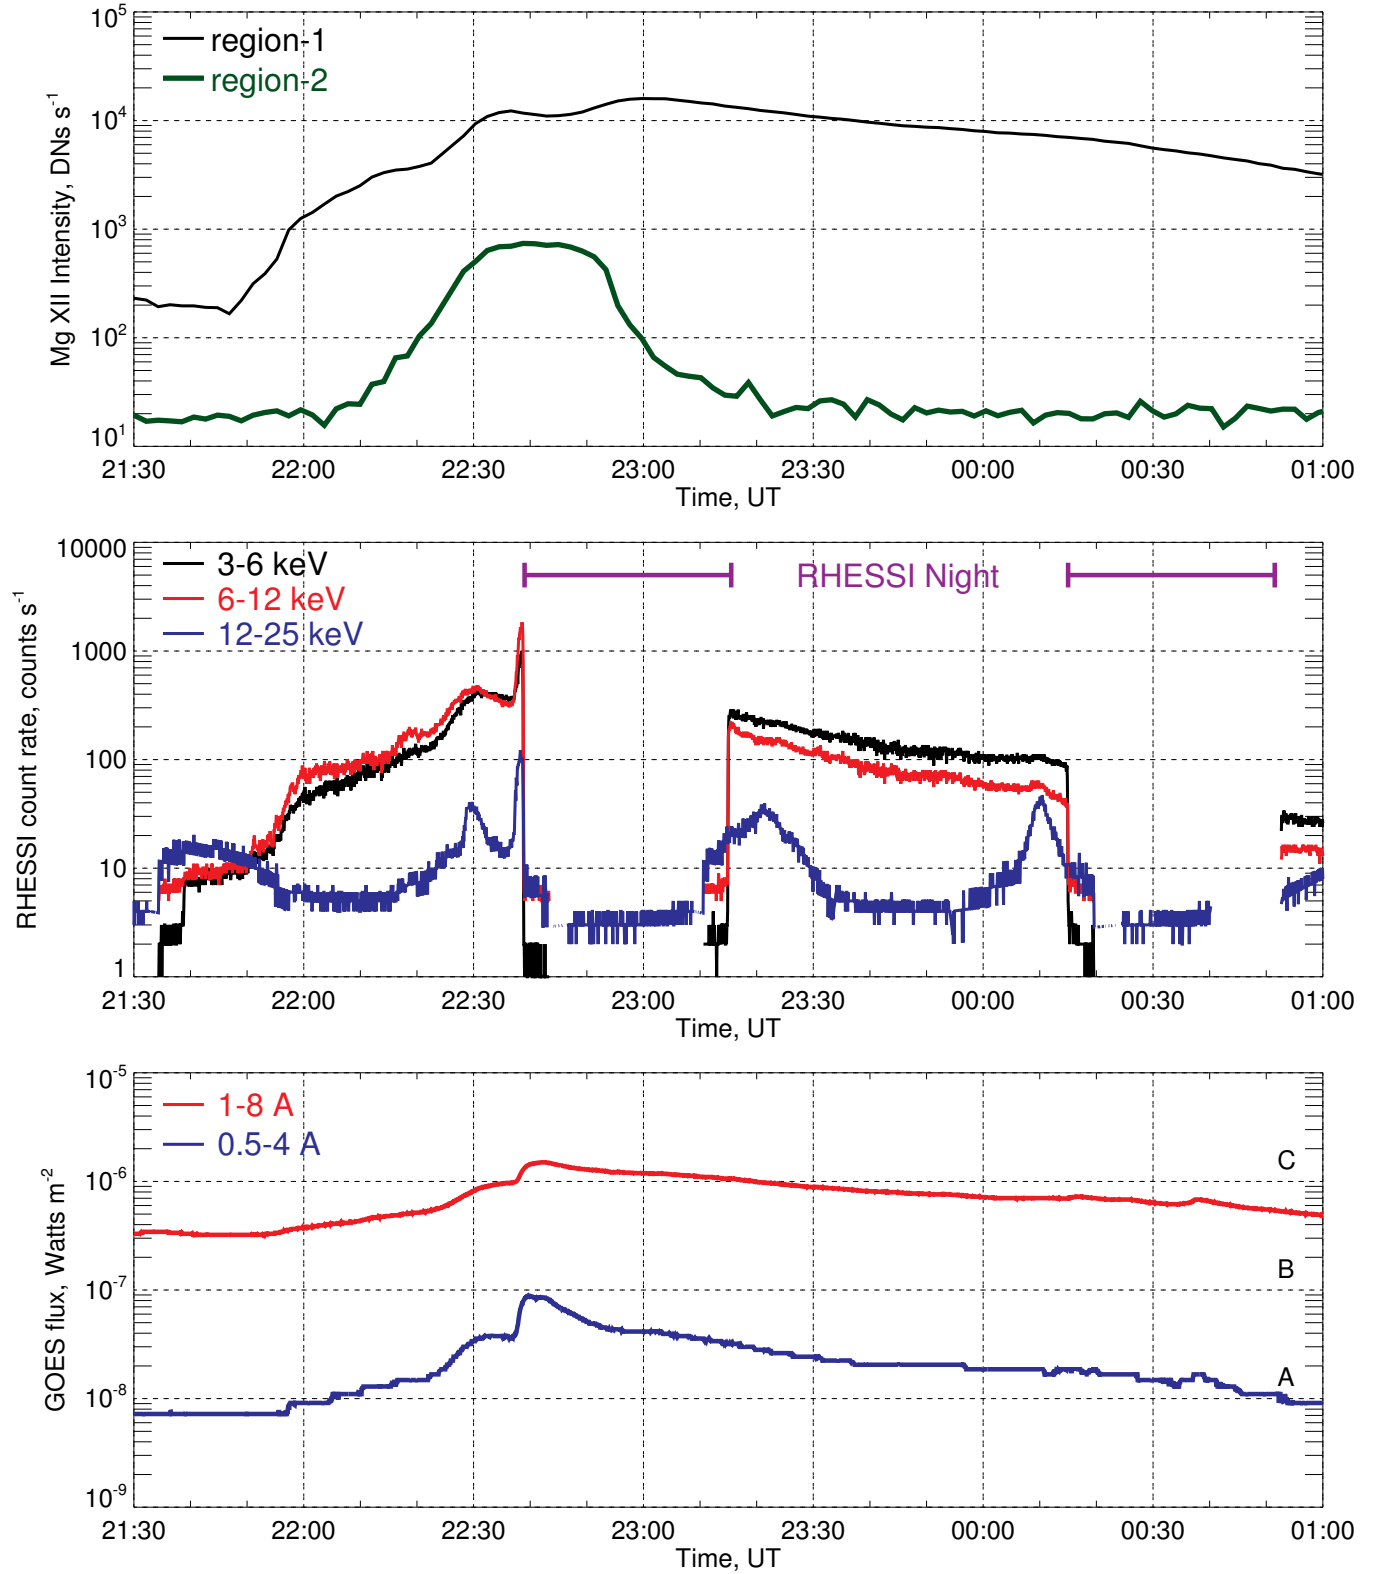 10^5
region-1
region-2
10^4
10^3
10^2
10^1
Mg XII Intensity, DNs s^-1
21:30 22:00 22:30 23:00 23:30 00:00 00:30 01:00
Time, UT
10000
3-6 keV
6-12 keV
12-25 keV
RHESSI Night
1000
100
10
1
RHESSI count rate, counts s^-1
21:30 22:00 22:30 23:00 23:30 00:00 00:30 01:00
Time, UT
10^-5
1-8 A
0.5-4 A
C
10^-6
B
10^-7
A
10^-8
10^-9
GOES flux, Watts m^-2
21:30 22:00 22:30 23:00 23:30 00:00 00:30 01:00
Time, UT